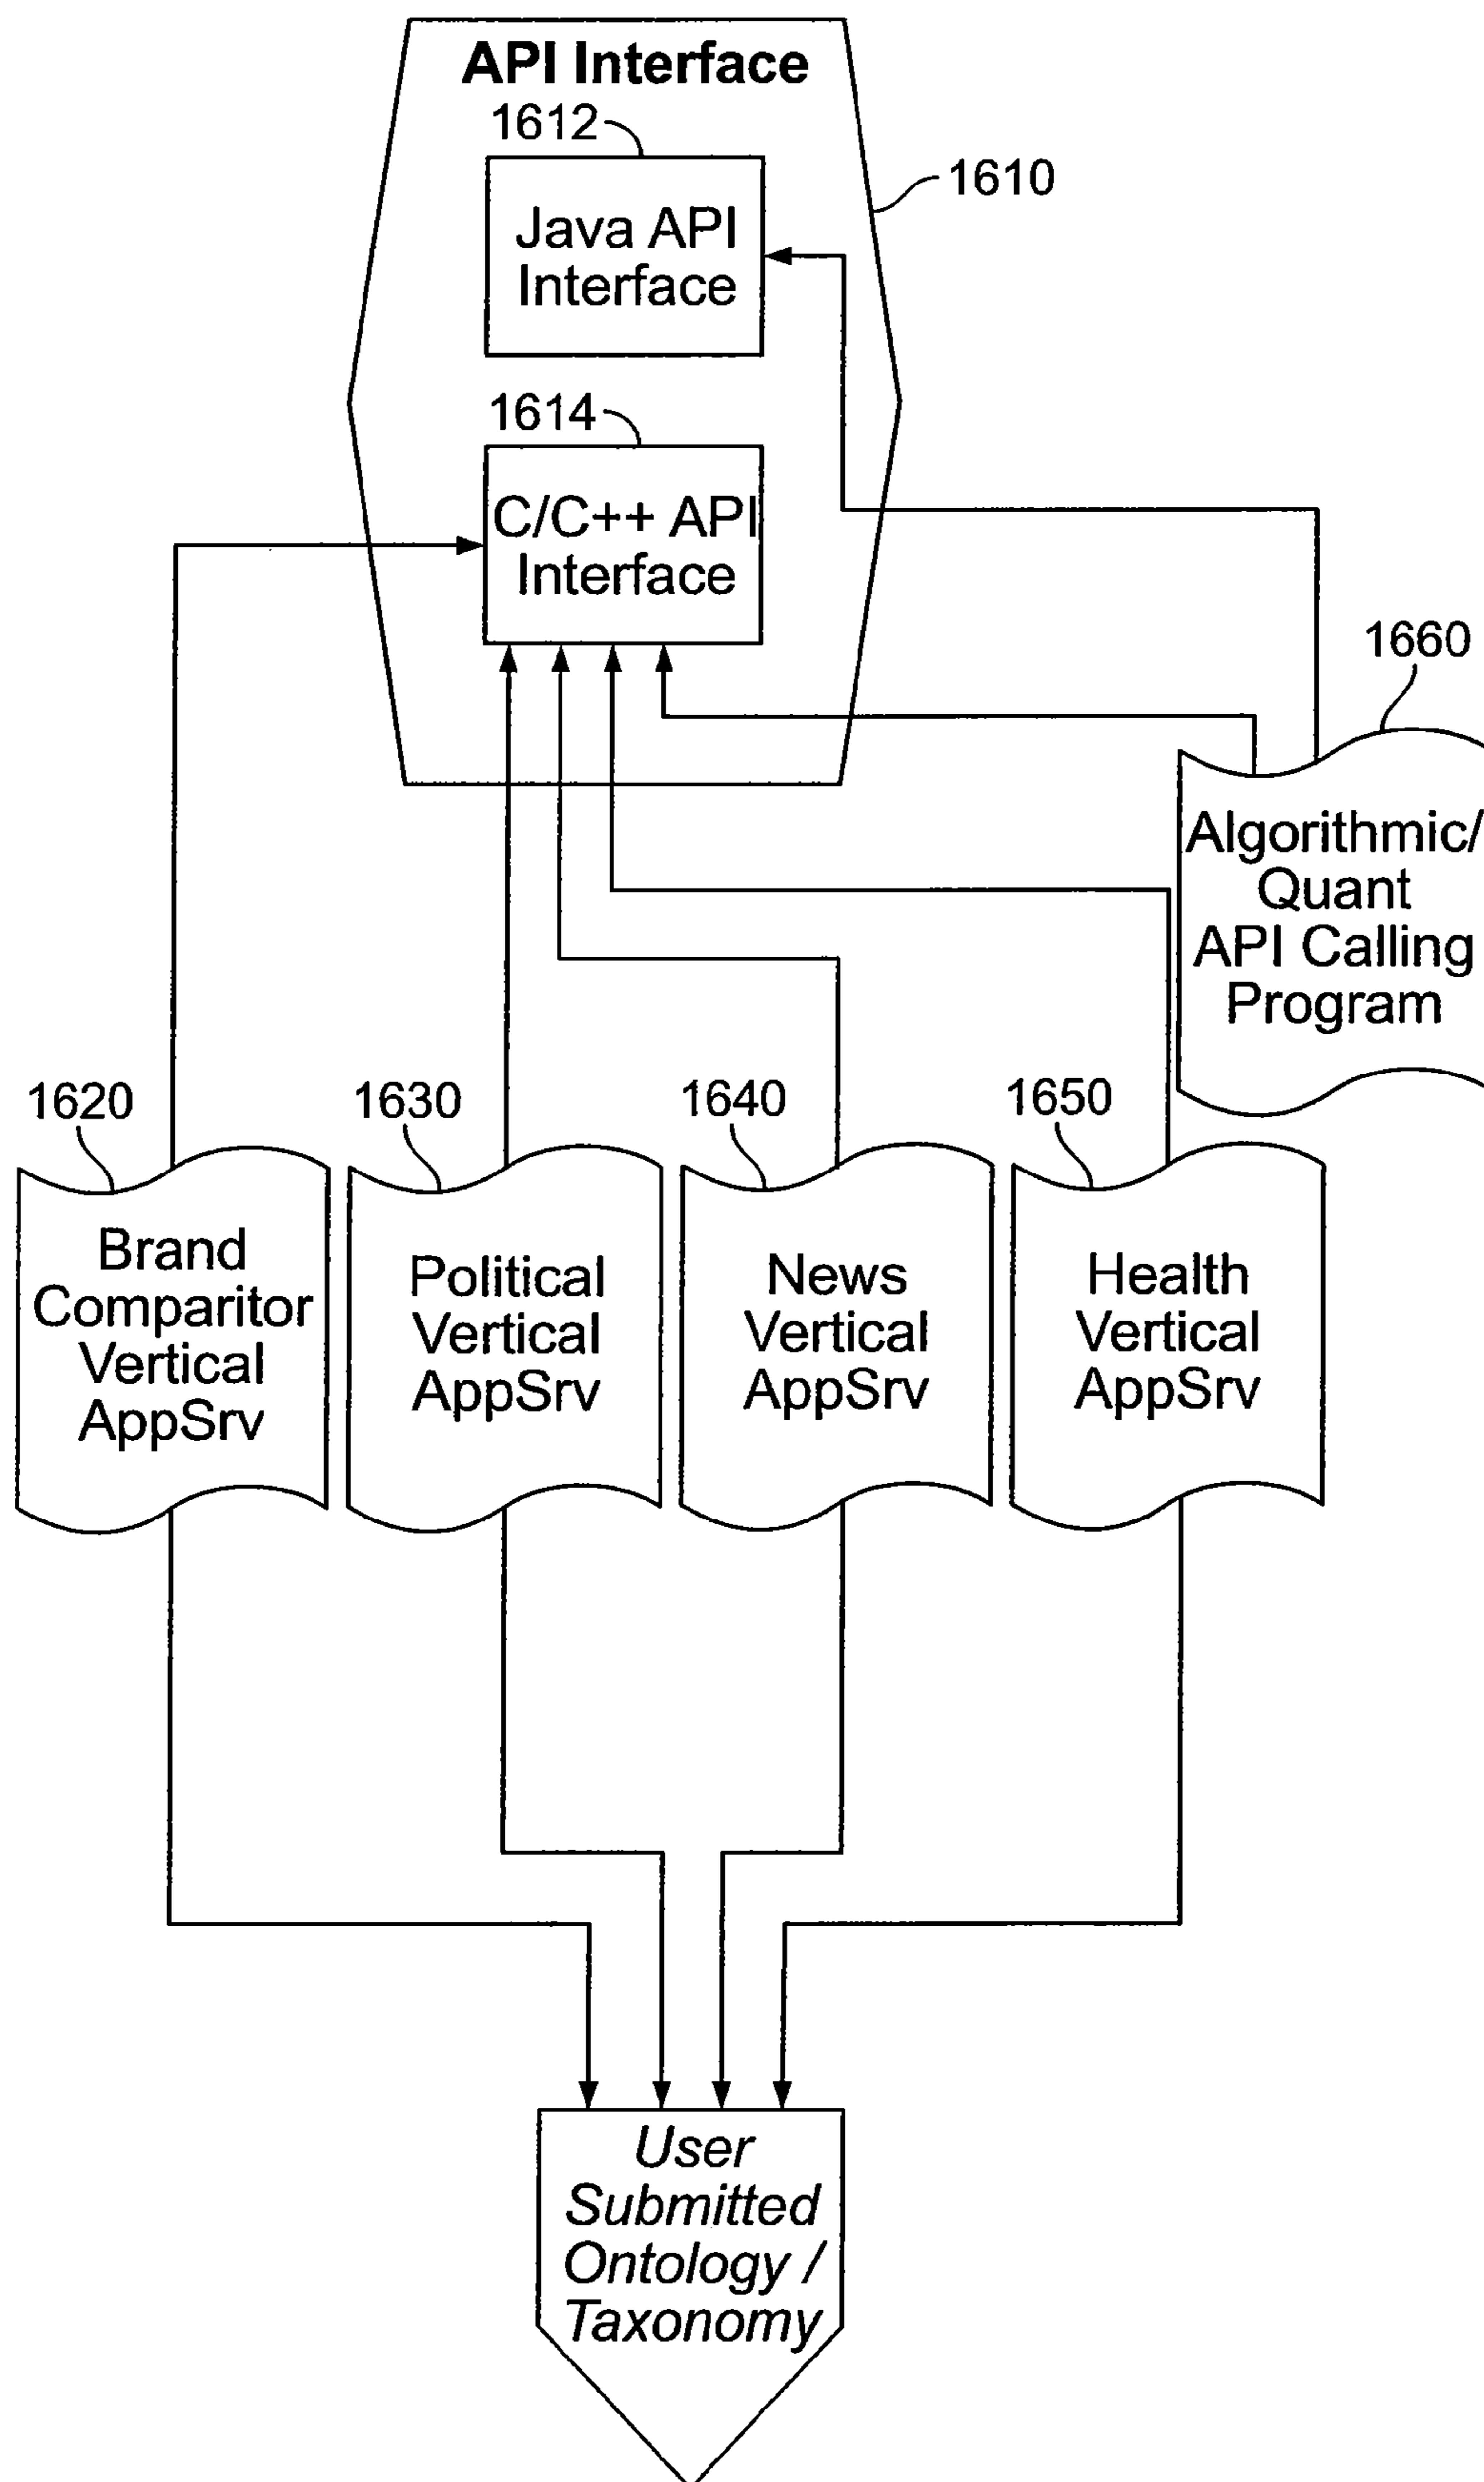 API Interface
1612
1610
Java API
Interface
1614
C/C++ API
Interface
1660
Algorithmic/
Quant
API Calling
Program
1620
1630
1640
1650
Brand
Comparitor
Vertical
AppSrv
Political
Vertical
AppSrv
News
Vertical
AppSrv
Health
Vertical
AppSrv
User
Submitted
Ontology /
Taxonomy